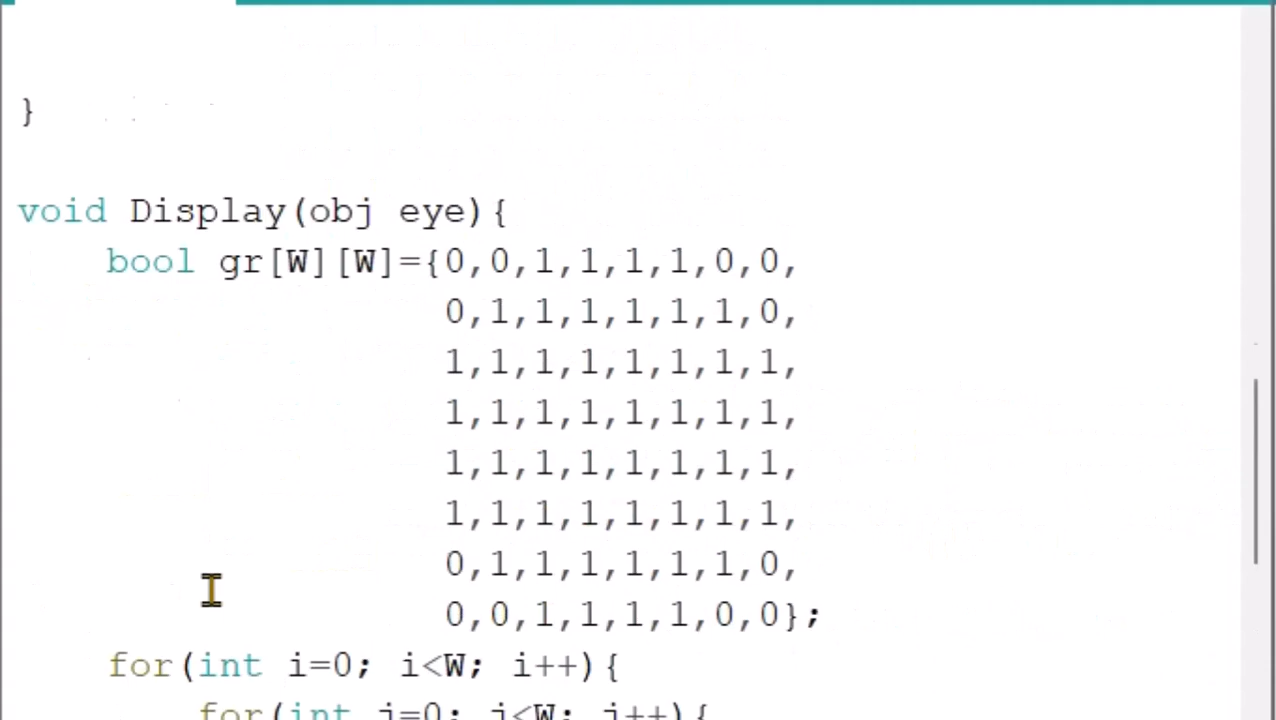 }
void Display(obj eye){
bool gr[W][W]={0,0,1,1,1,1,0,0,
0,1,1,1,1,1,1,0,
1,1,1,1,1,1,1,1,
1,1,1,1,1,1,1,1,
1,1,1,1,1,1,1,1,
1,1,1,1,1,1,1,1,
0,1,1,1,1,1,1,0,
0,0,1,1,1,1,0,0};
for(int i=0; i<W; i++){
for(int j=0; j<W; j++){